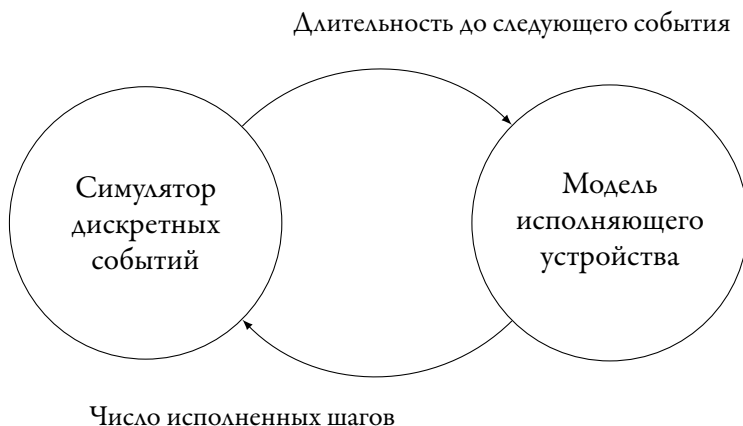 Длительность до следующего события
Симулятор
дискретных
событий
Модель
исполняющего
устройства
Число исполненных шагов